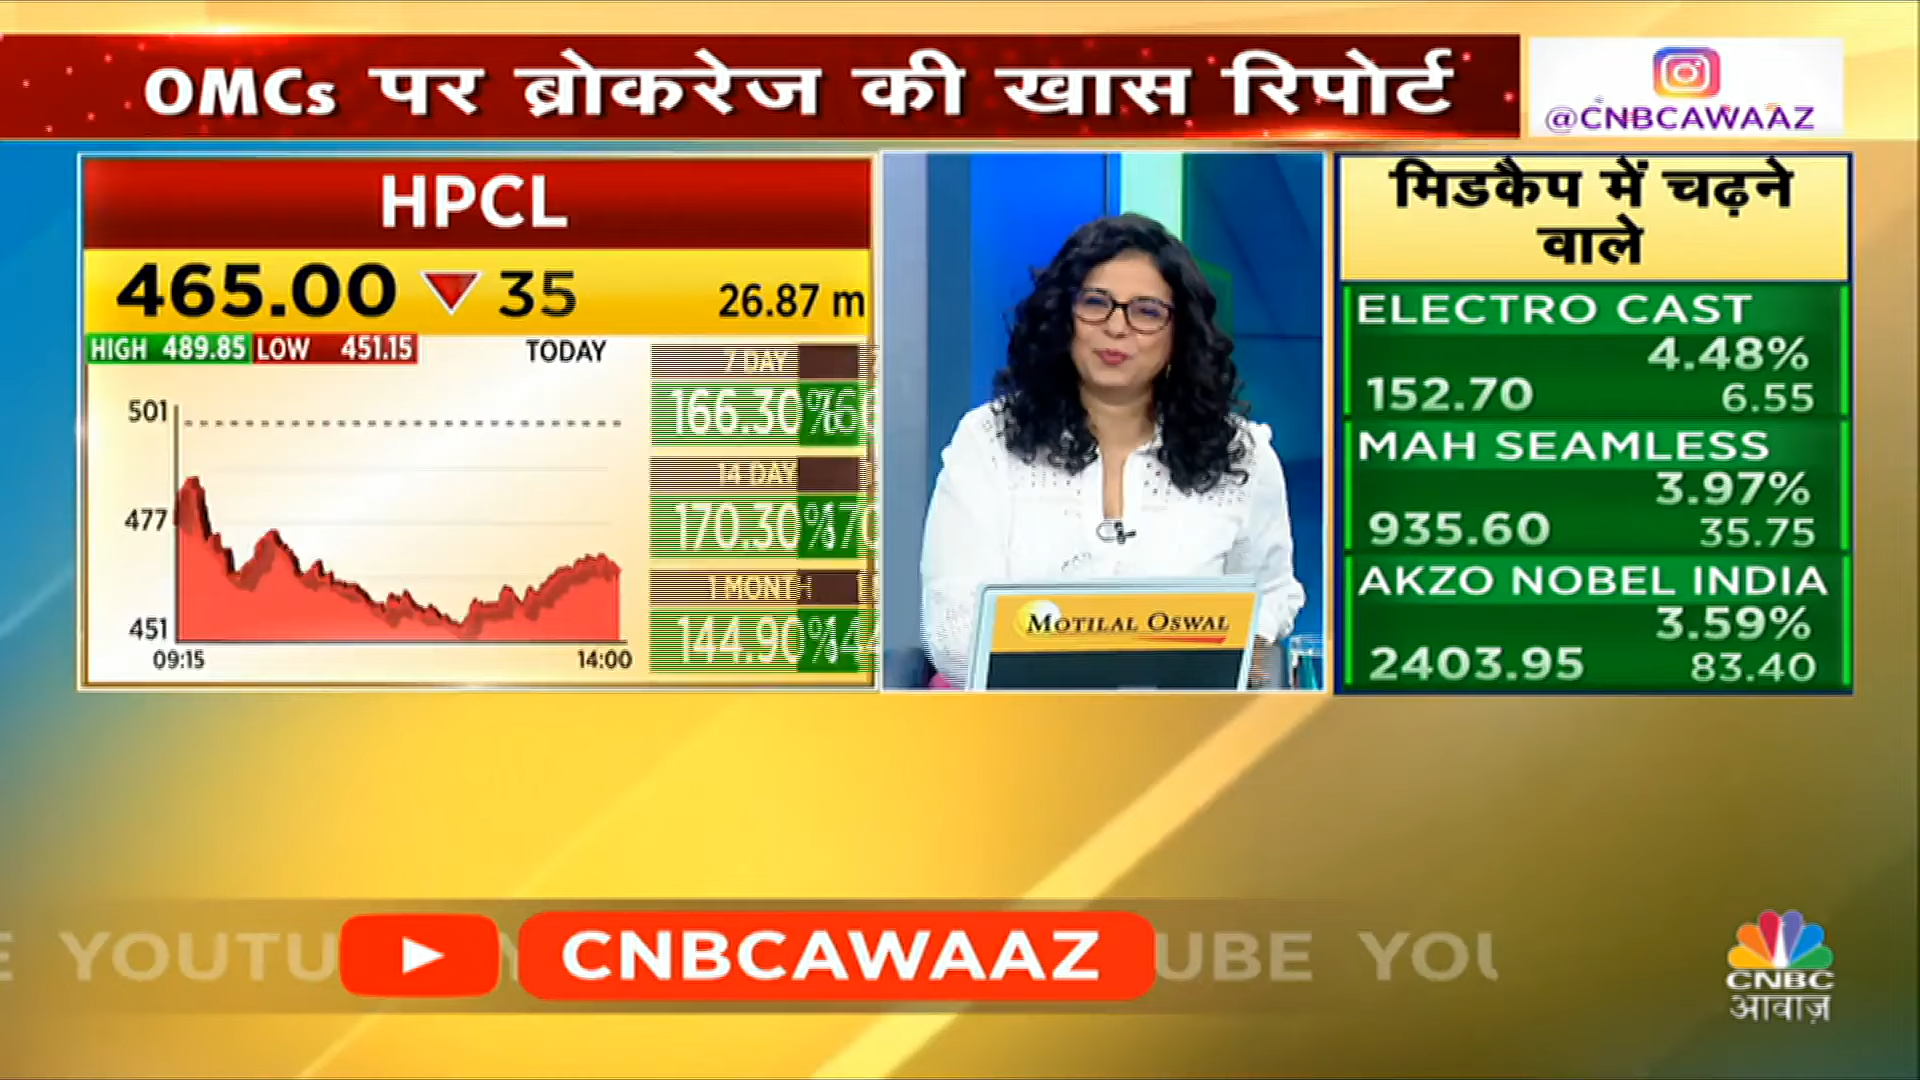 OMCs पर ब्रोकरेज की खास रिपोर्ट
@CNBCAWAAZ
HPCL
465.00 35 26.87 m
HIGH 489.85 LOW 451.15 TODAY
501
477
451
09:15 14:00
7 DAY
166.30%
14 DAY
170.30%
1 MONTH
144.90%
MOTILAL OSWAL
मिडकैप में चढ़ने
वाले
ELECTRO CAST
4.48%
152.70 6.55
MAH SEAMLESS
3.97%
935.60 35.75
AKZO NOBEL INDIA
3.59%
2403.95 83.40
YOUTU CNBCAWAAZ UBE YOU
CNBC
आवाज़